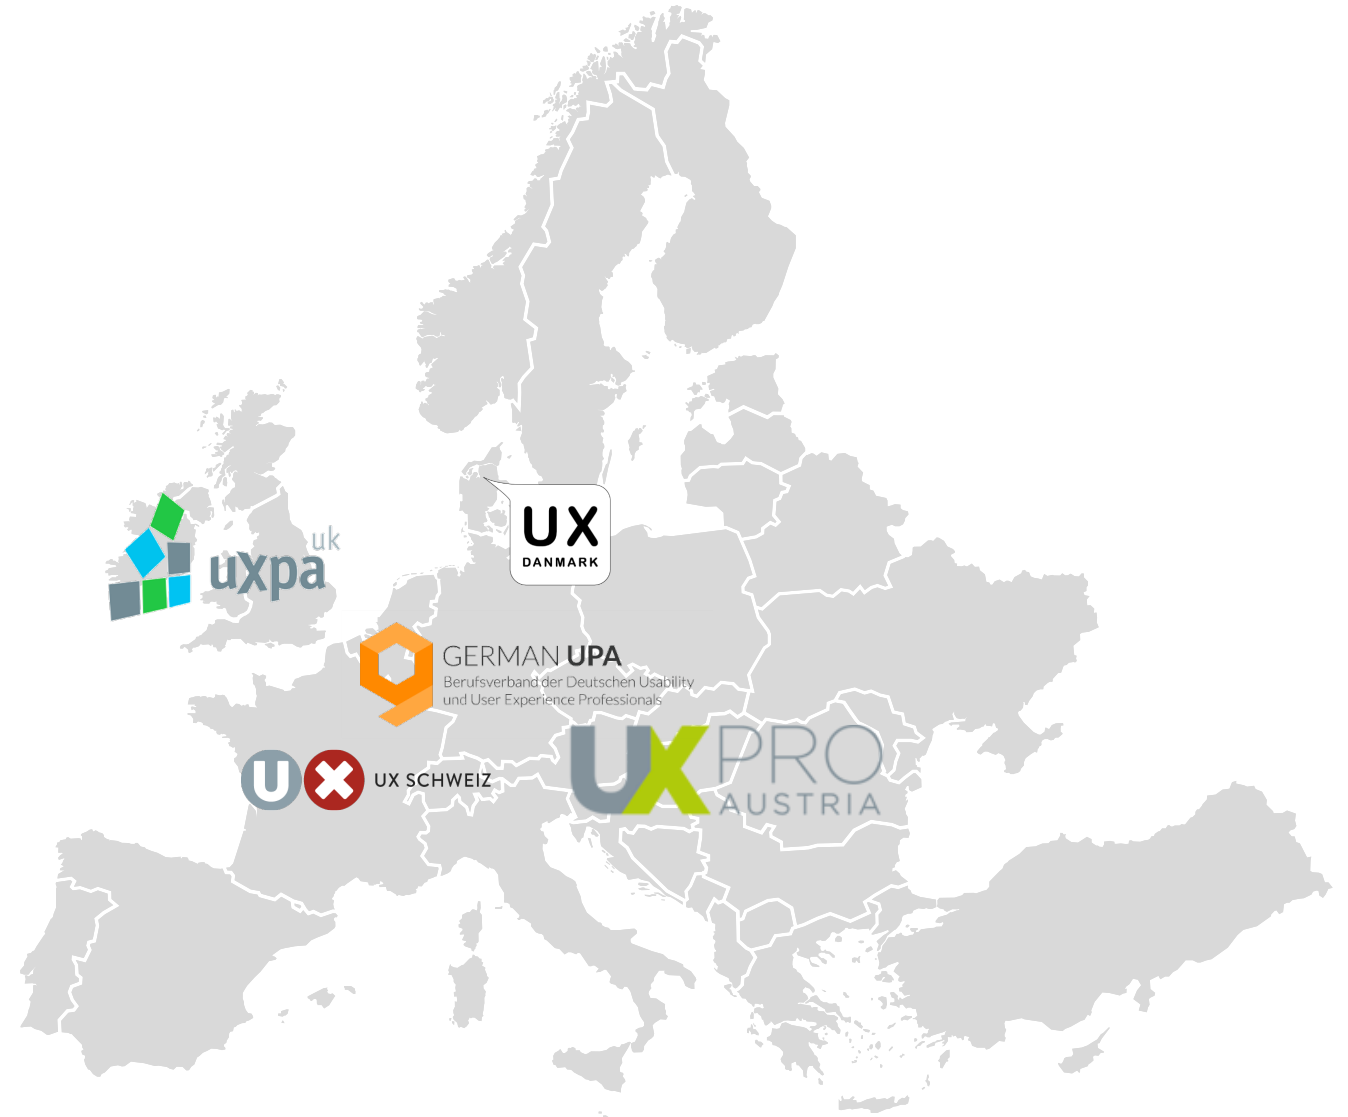 UX
DANMARK
uxpa uk
GERMAN UPA
Berufsverband der Deutschen Usability
und User Experience Professionals
UX PRO
AUSTRIA
UX UX SCHWEIZ